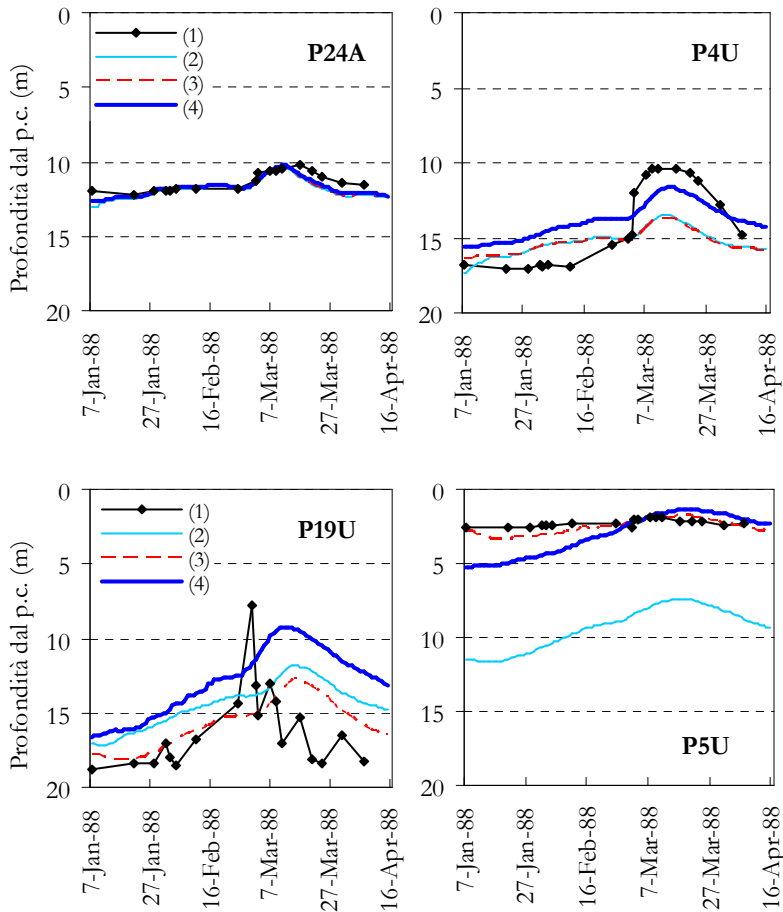 Profondità dal p.c. (m)
0
5
10
15
20
(1)
(2)
(3)
(4)
P24A
7-Jan-88
27-Jan-88
16-Feb-88
7-Mar-88
27-Mar-88
16-Apr-88
0
5
10
15
20
P4U
7-Jan-88
27-Jan-88
16-Feb-88
7-Mar-88
27-Mar-88
16-Apr-88
Profondità dal p.c. (m)
0
5
10
15
20
(1)
(2)
(3)
(4)
P19U
7-Jan-88
27-Jan-88
16-Feb-88
7-Mar-88
27-Mar-88
16-Apr-88
0
5
10
15
20
P5U
7-Jan-88
27-Jan-88
16-Feb-88
7-Mar-88
27-Mar-88
16-Apr-88